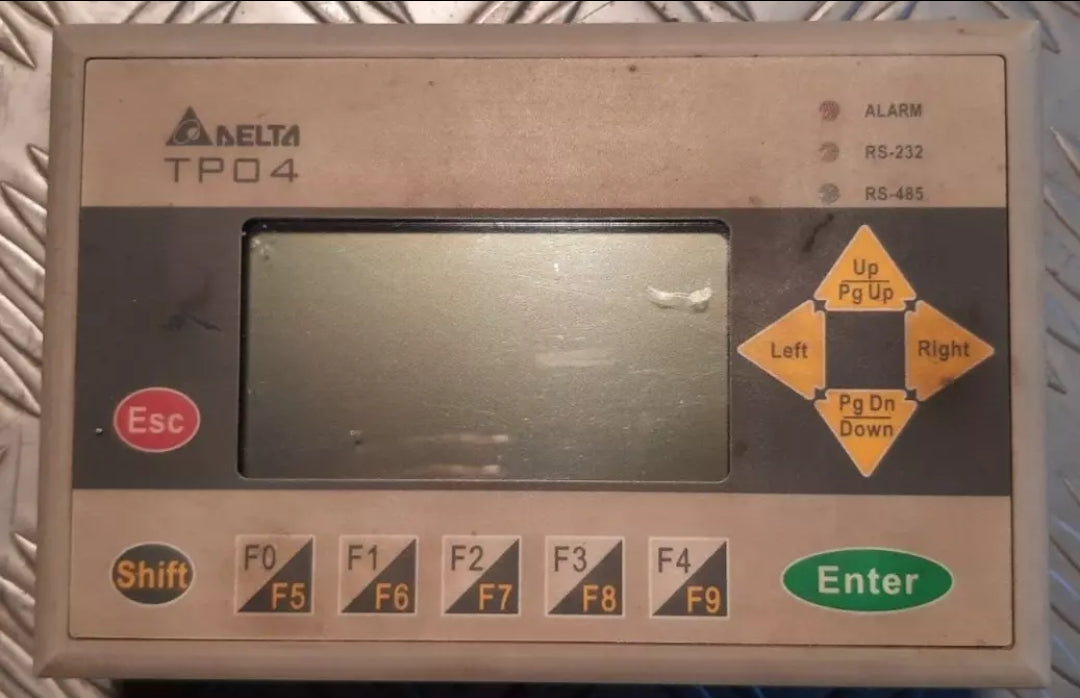 DELTA
TP04
ALARM
RS-232
RS-485
Up
Pg Up
Left
Right
Pg Dn
Down
Esc
Shift
F0
F5
F1
F6
F2
F7
F3
F8
F4
F9
Enter